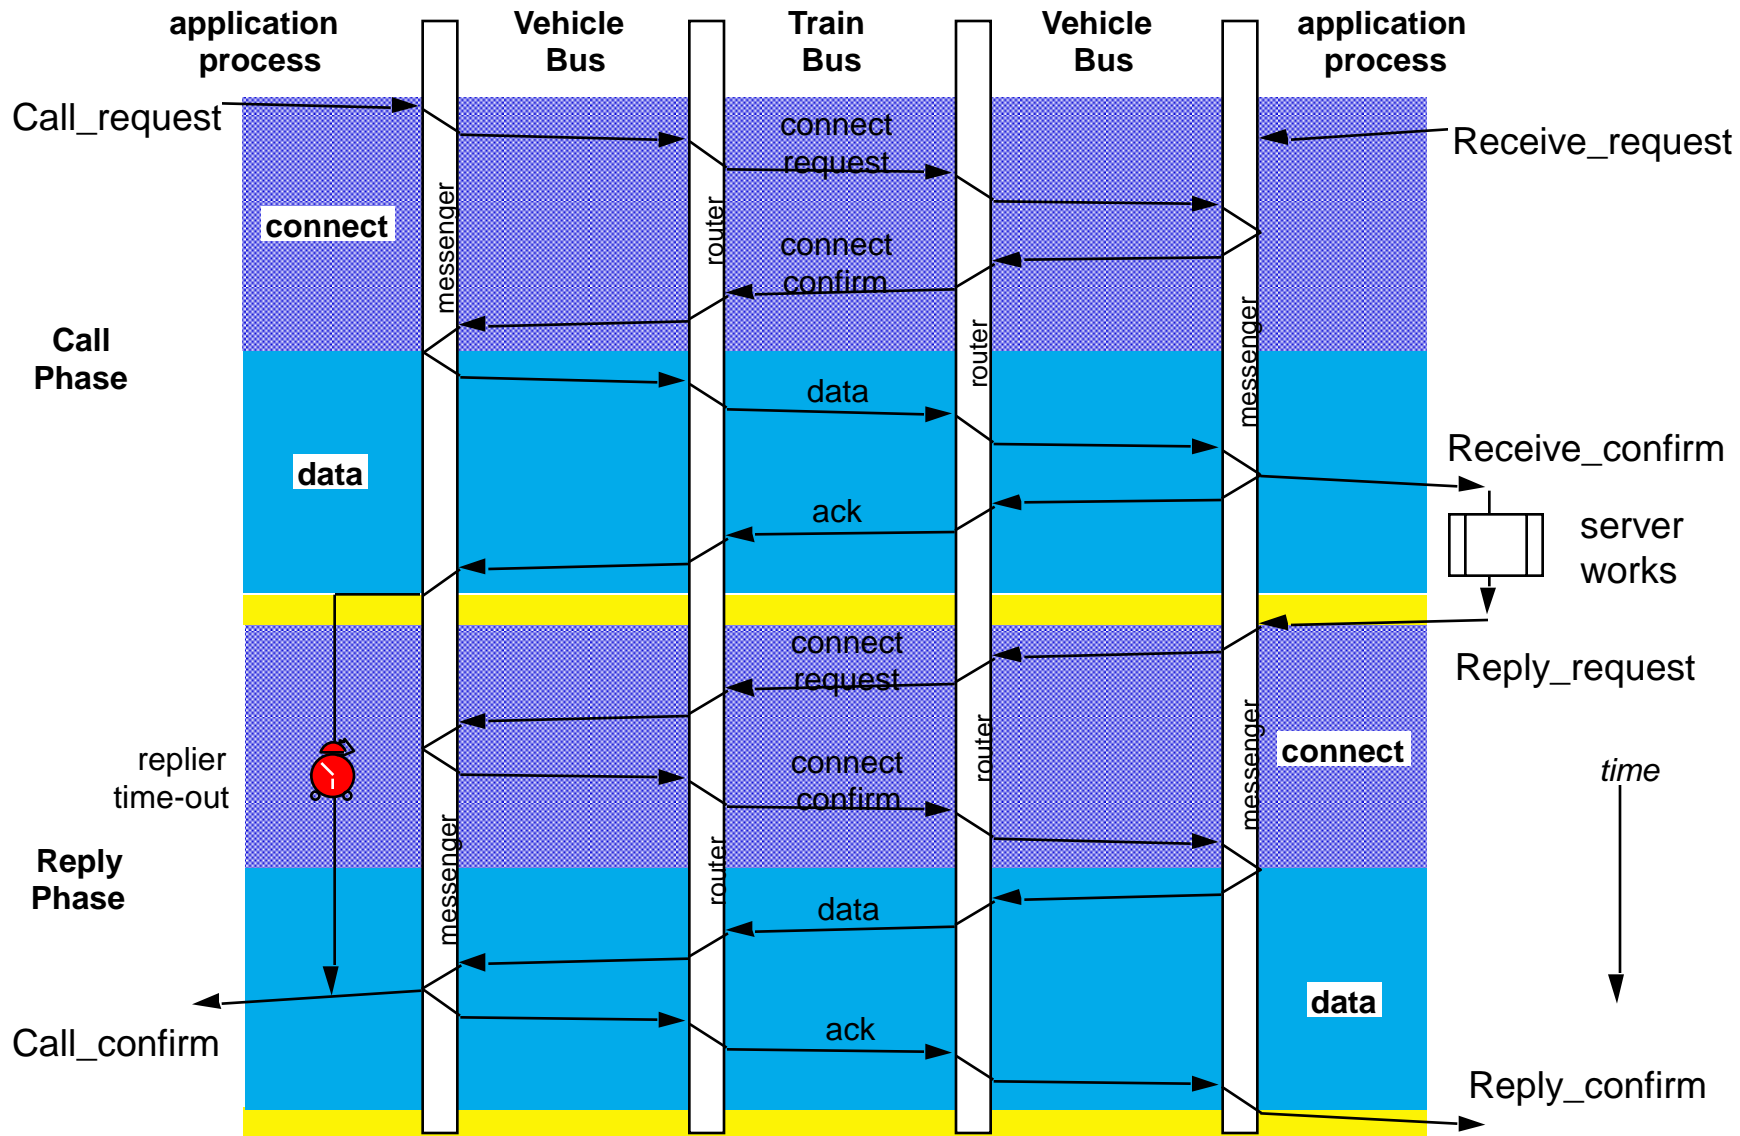 application
process
Vehicle
Bus
Train
Bus
Vehicle
Bus
application
process
Call_request
connect
request
Receive_request
messenger
router
connect
connect
confirm
router
messenger
Call
Phase
data
data
Receive_confirm
ack
server
works
connect
request
Reply_request
messenger
router
connect
replier
time-out
connect
confirm
time
messenger
router
Reply
Phase
data
data
Call_confirm
ack
Reply_confirm